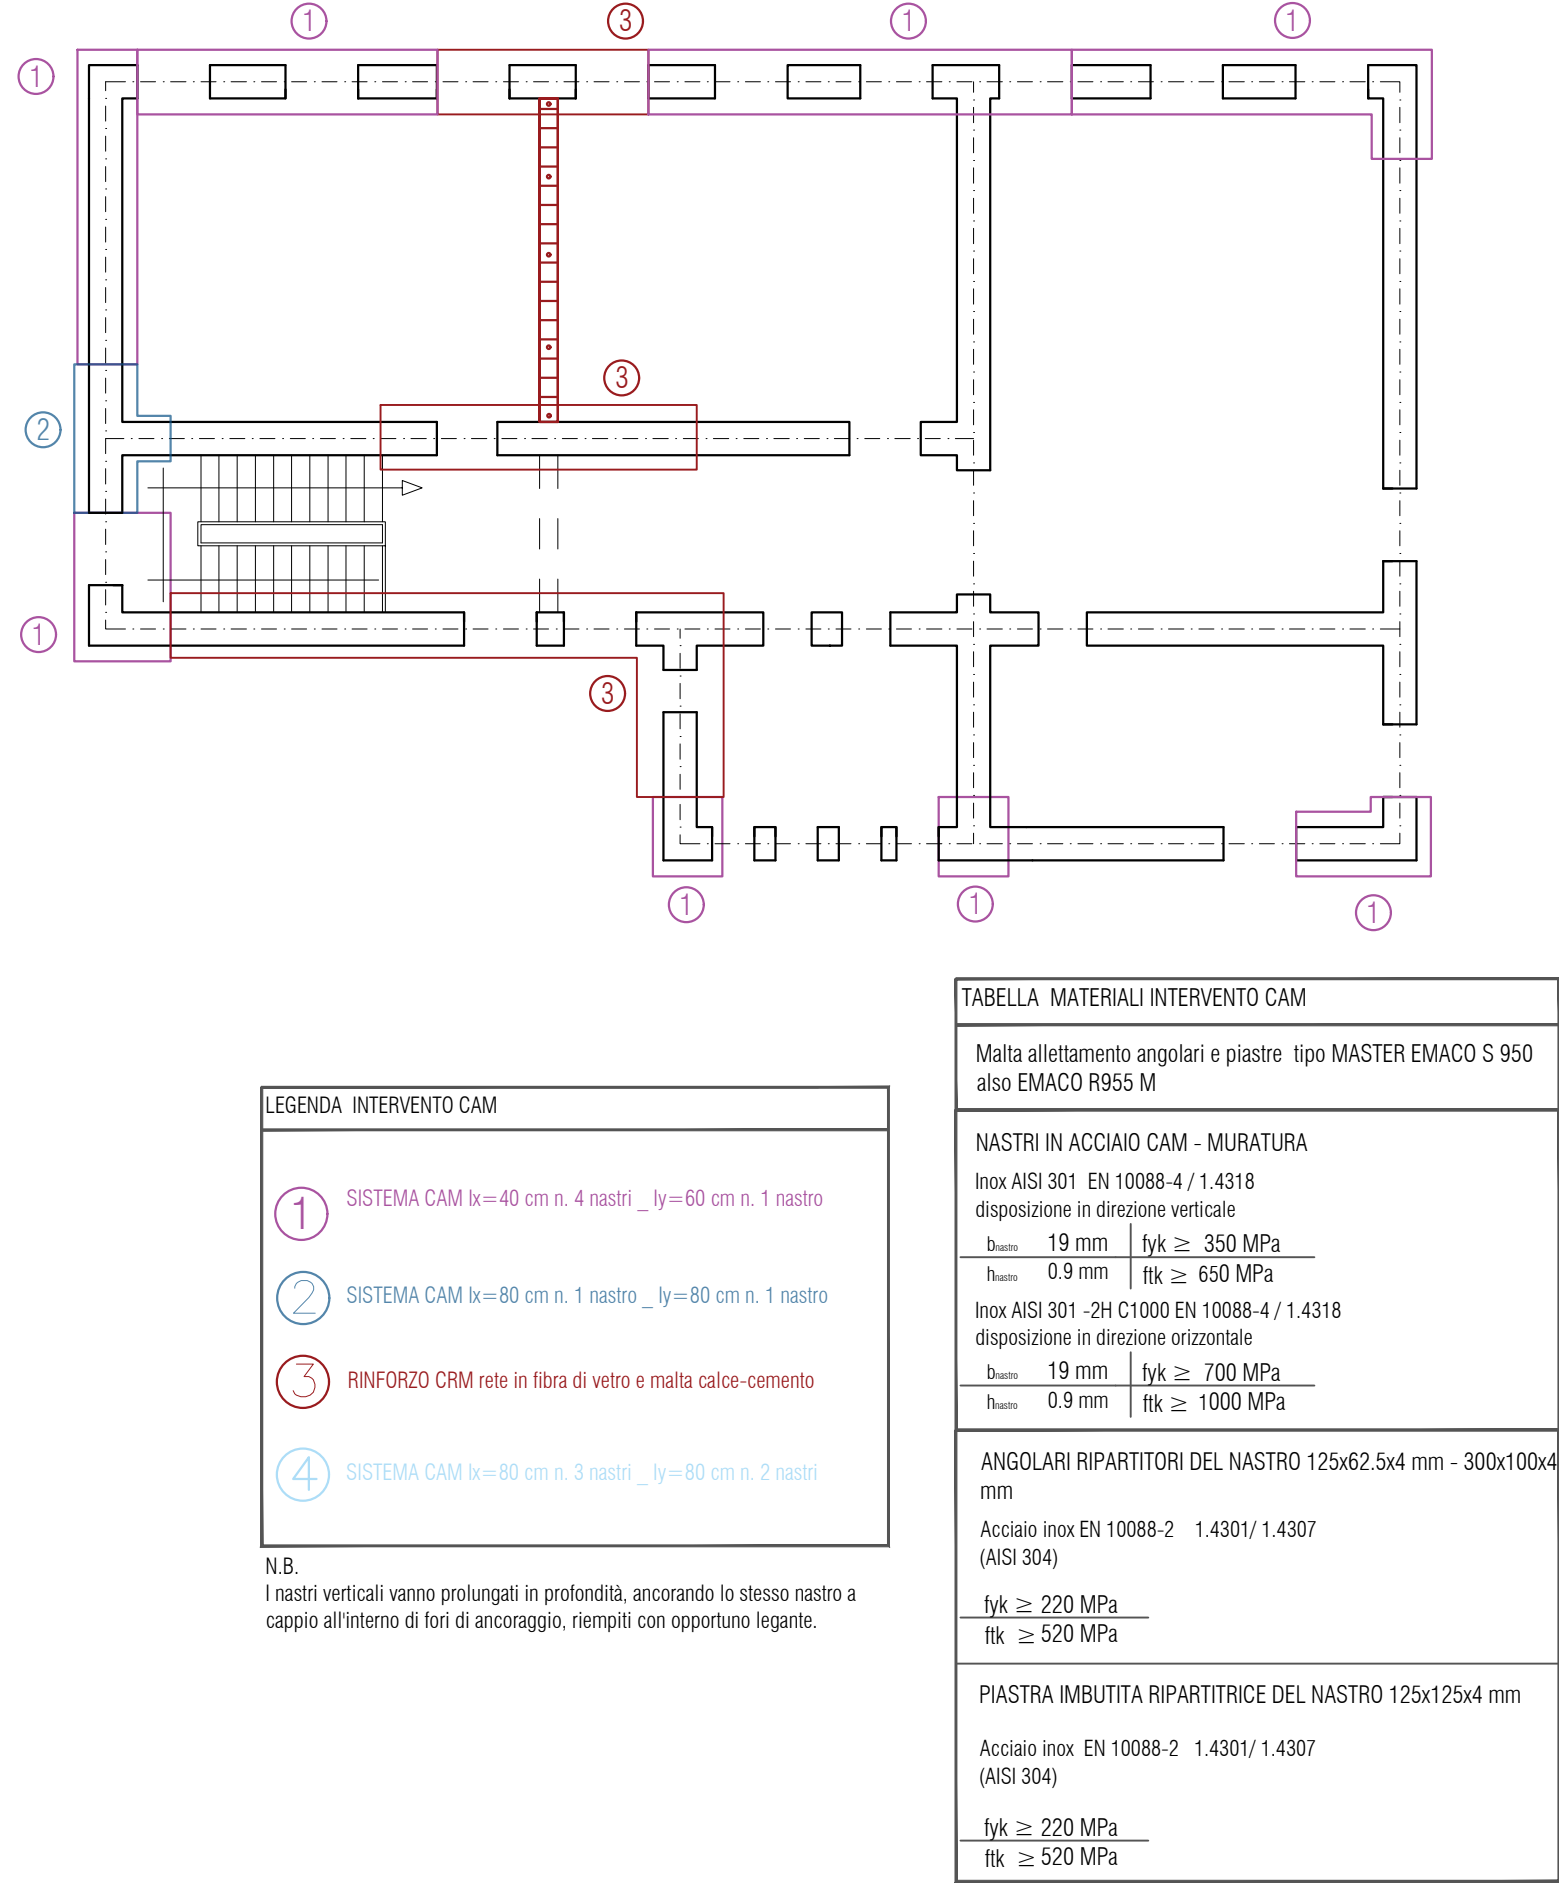 1
3
1
1
1
3
2
1
3
1
1
1
TABELLA MATERIALI INTERVENTO CAM
Malta allettamento angolari e piastre tipo MASTER EMACO S 950
also EMACO R955 M
NASTRI IN ACCIAIO CAM - MURATURA
Inox AISI 301 EN 10088-4 / 1.4318
disposizione in direzione verticale
bnastro 19 mm fyk ≥ 350 MPa
hnastro 0.9 mm ftk ≥ 650 MPa
Inox AISI 301 -2H C1000 EN 10088-4 / 1.4318
disposizione in direzione orizzontale
bnastro 19 mm fyk ≥ 700 MPa
hnastro 0.9 mm ftk ≥ 1000 MPa
ANGOLARI RIPARTITORI DEL NASTRO 125x62.5x4 mm - 300x100x4
mm
Acciaio inox EN 10088-2 1.4301/ 1.4307
(AISI 304)
fyk ≥ 220 MPa
ftk ≥ 520 MPa
PIASTRA IMBUTITA RIPARTITRICE DEL NASTRO 125x125x4 mm
Acciaio inox EN 10088-2 1.4301/ 1.4307
(AISI 304)
fyk ≥ 220 MPa
ftk ≥ 520 MPa
LEGENDA INTERVENTO CAM
1 SISTEMA CAM lx=40 cm n. 4 nastri _ ly=60 cm n. 1 nastro
2 SISTEMA CAM lx=80 cm n. 1 nastro _ ly=80 cm n. 1 nastro
3 RINFORZO CRM rete in fibra di vetro e malta calce-cemento
4 SISTEMA CAM lx=80 cm n. 3 nastri _ ly=80 cm n. 2 nastri
N.B.
I nastri verticali vanno prolungati in profondità, ancorando lo stesso nastro a
cappio all'interno di fori di ancoraggio, riempiti con opportuno legante.